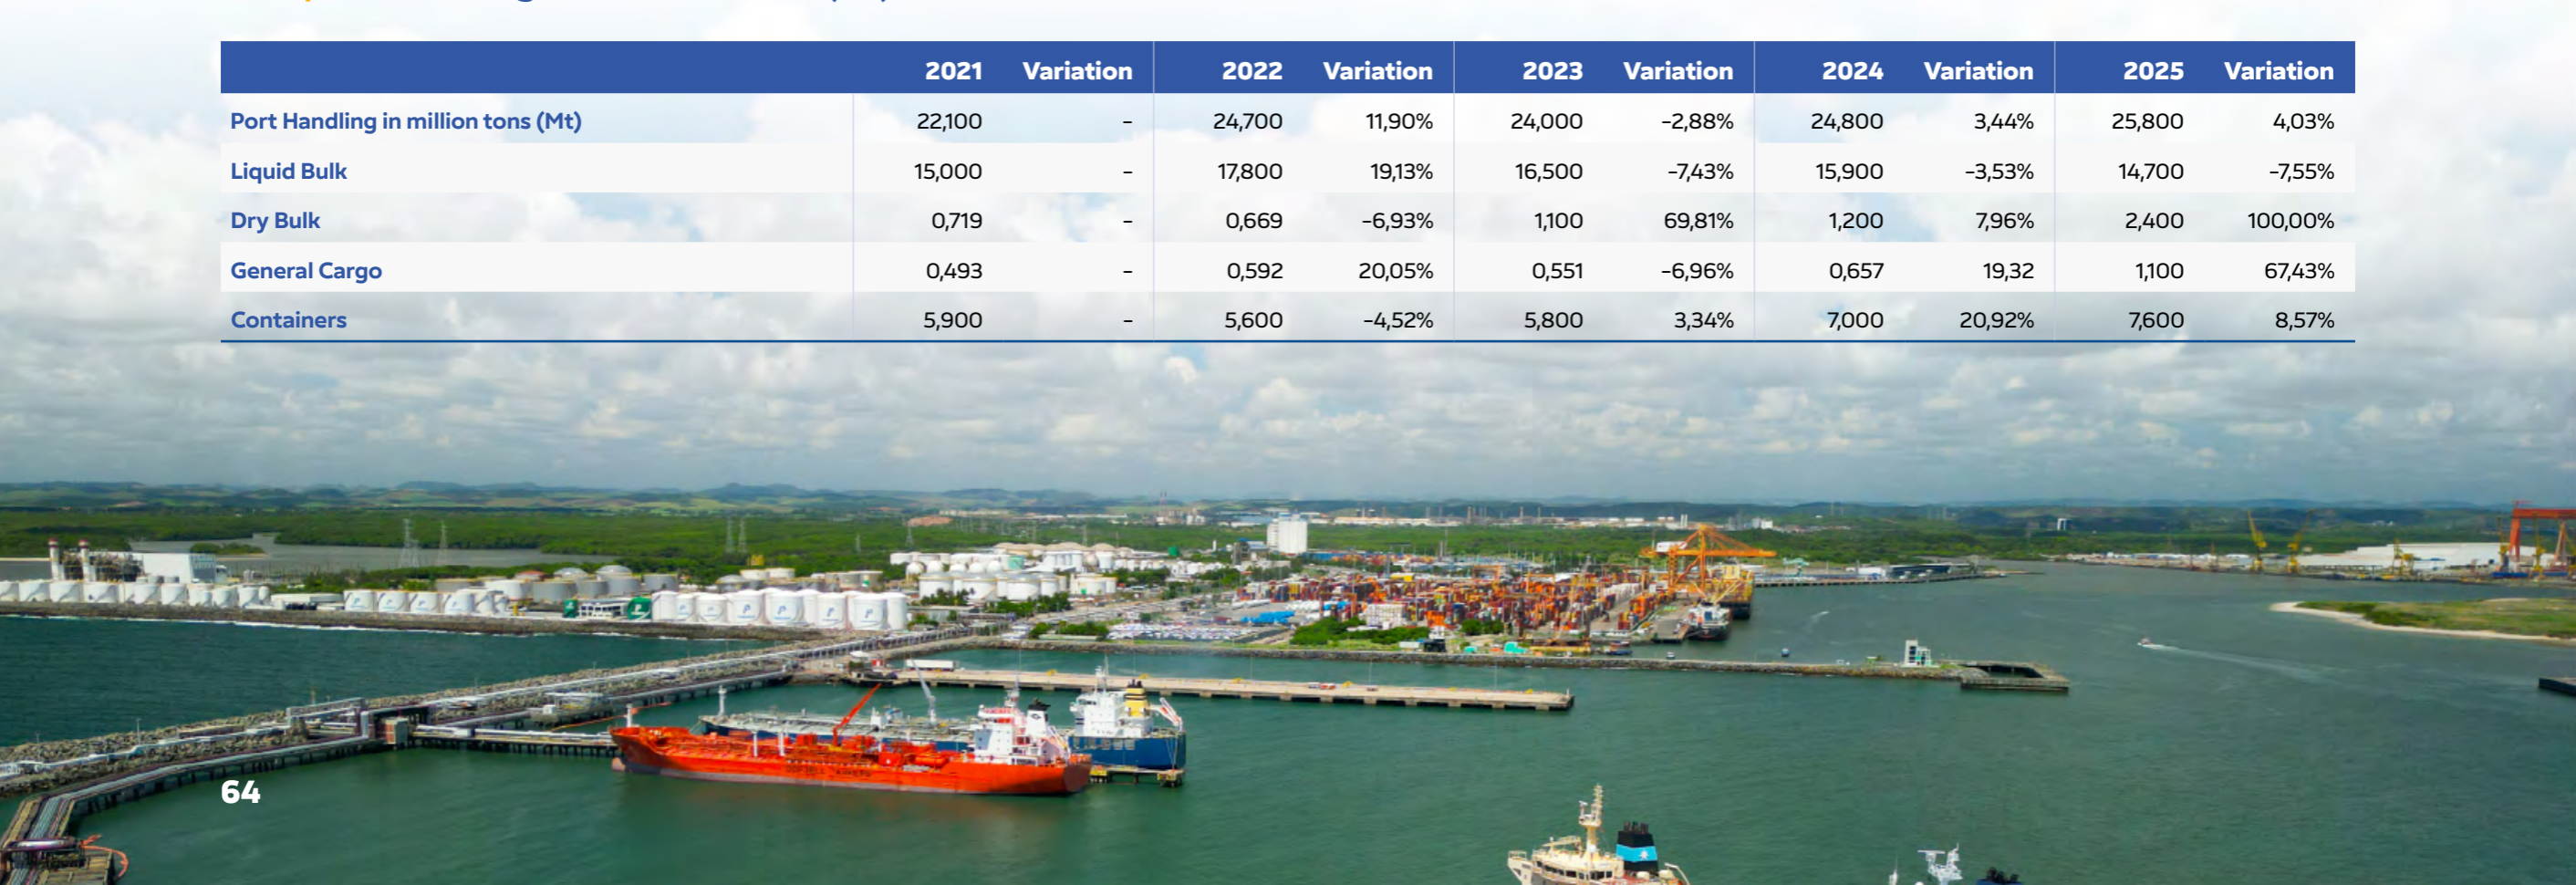 2021 Variation 2022 Variation 2023 Variation 2024 Variation 2025 Variation
Port Handling in million tons (Mt) 22,100 – 24,700 11,90% 24,000 -2,88% 24,800 3,44% 25,800 4,03%
Liquid Bulk 15,000 – 17,800 19,13% 16,500 -7,43% 15,900 -3,53% 14,700 -7,55%
Dry Bulk 0,719 – 0,669 -6,93% 1,100 69,81% 1,200 7,96% 2,400 100,00%
General Cargo 0,493 – 0,592 20,05% 0,551 -6,96% 0,657 19,32 1,100 67,43%
Containers 5,900 – 5,600 -4,52% 5,800 3,34% 7,000 20,92% 7,600 8,57%
64